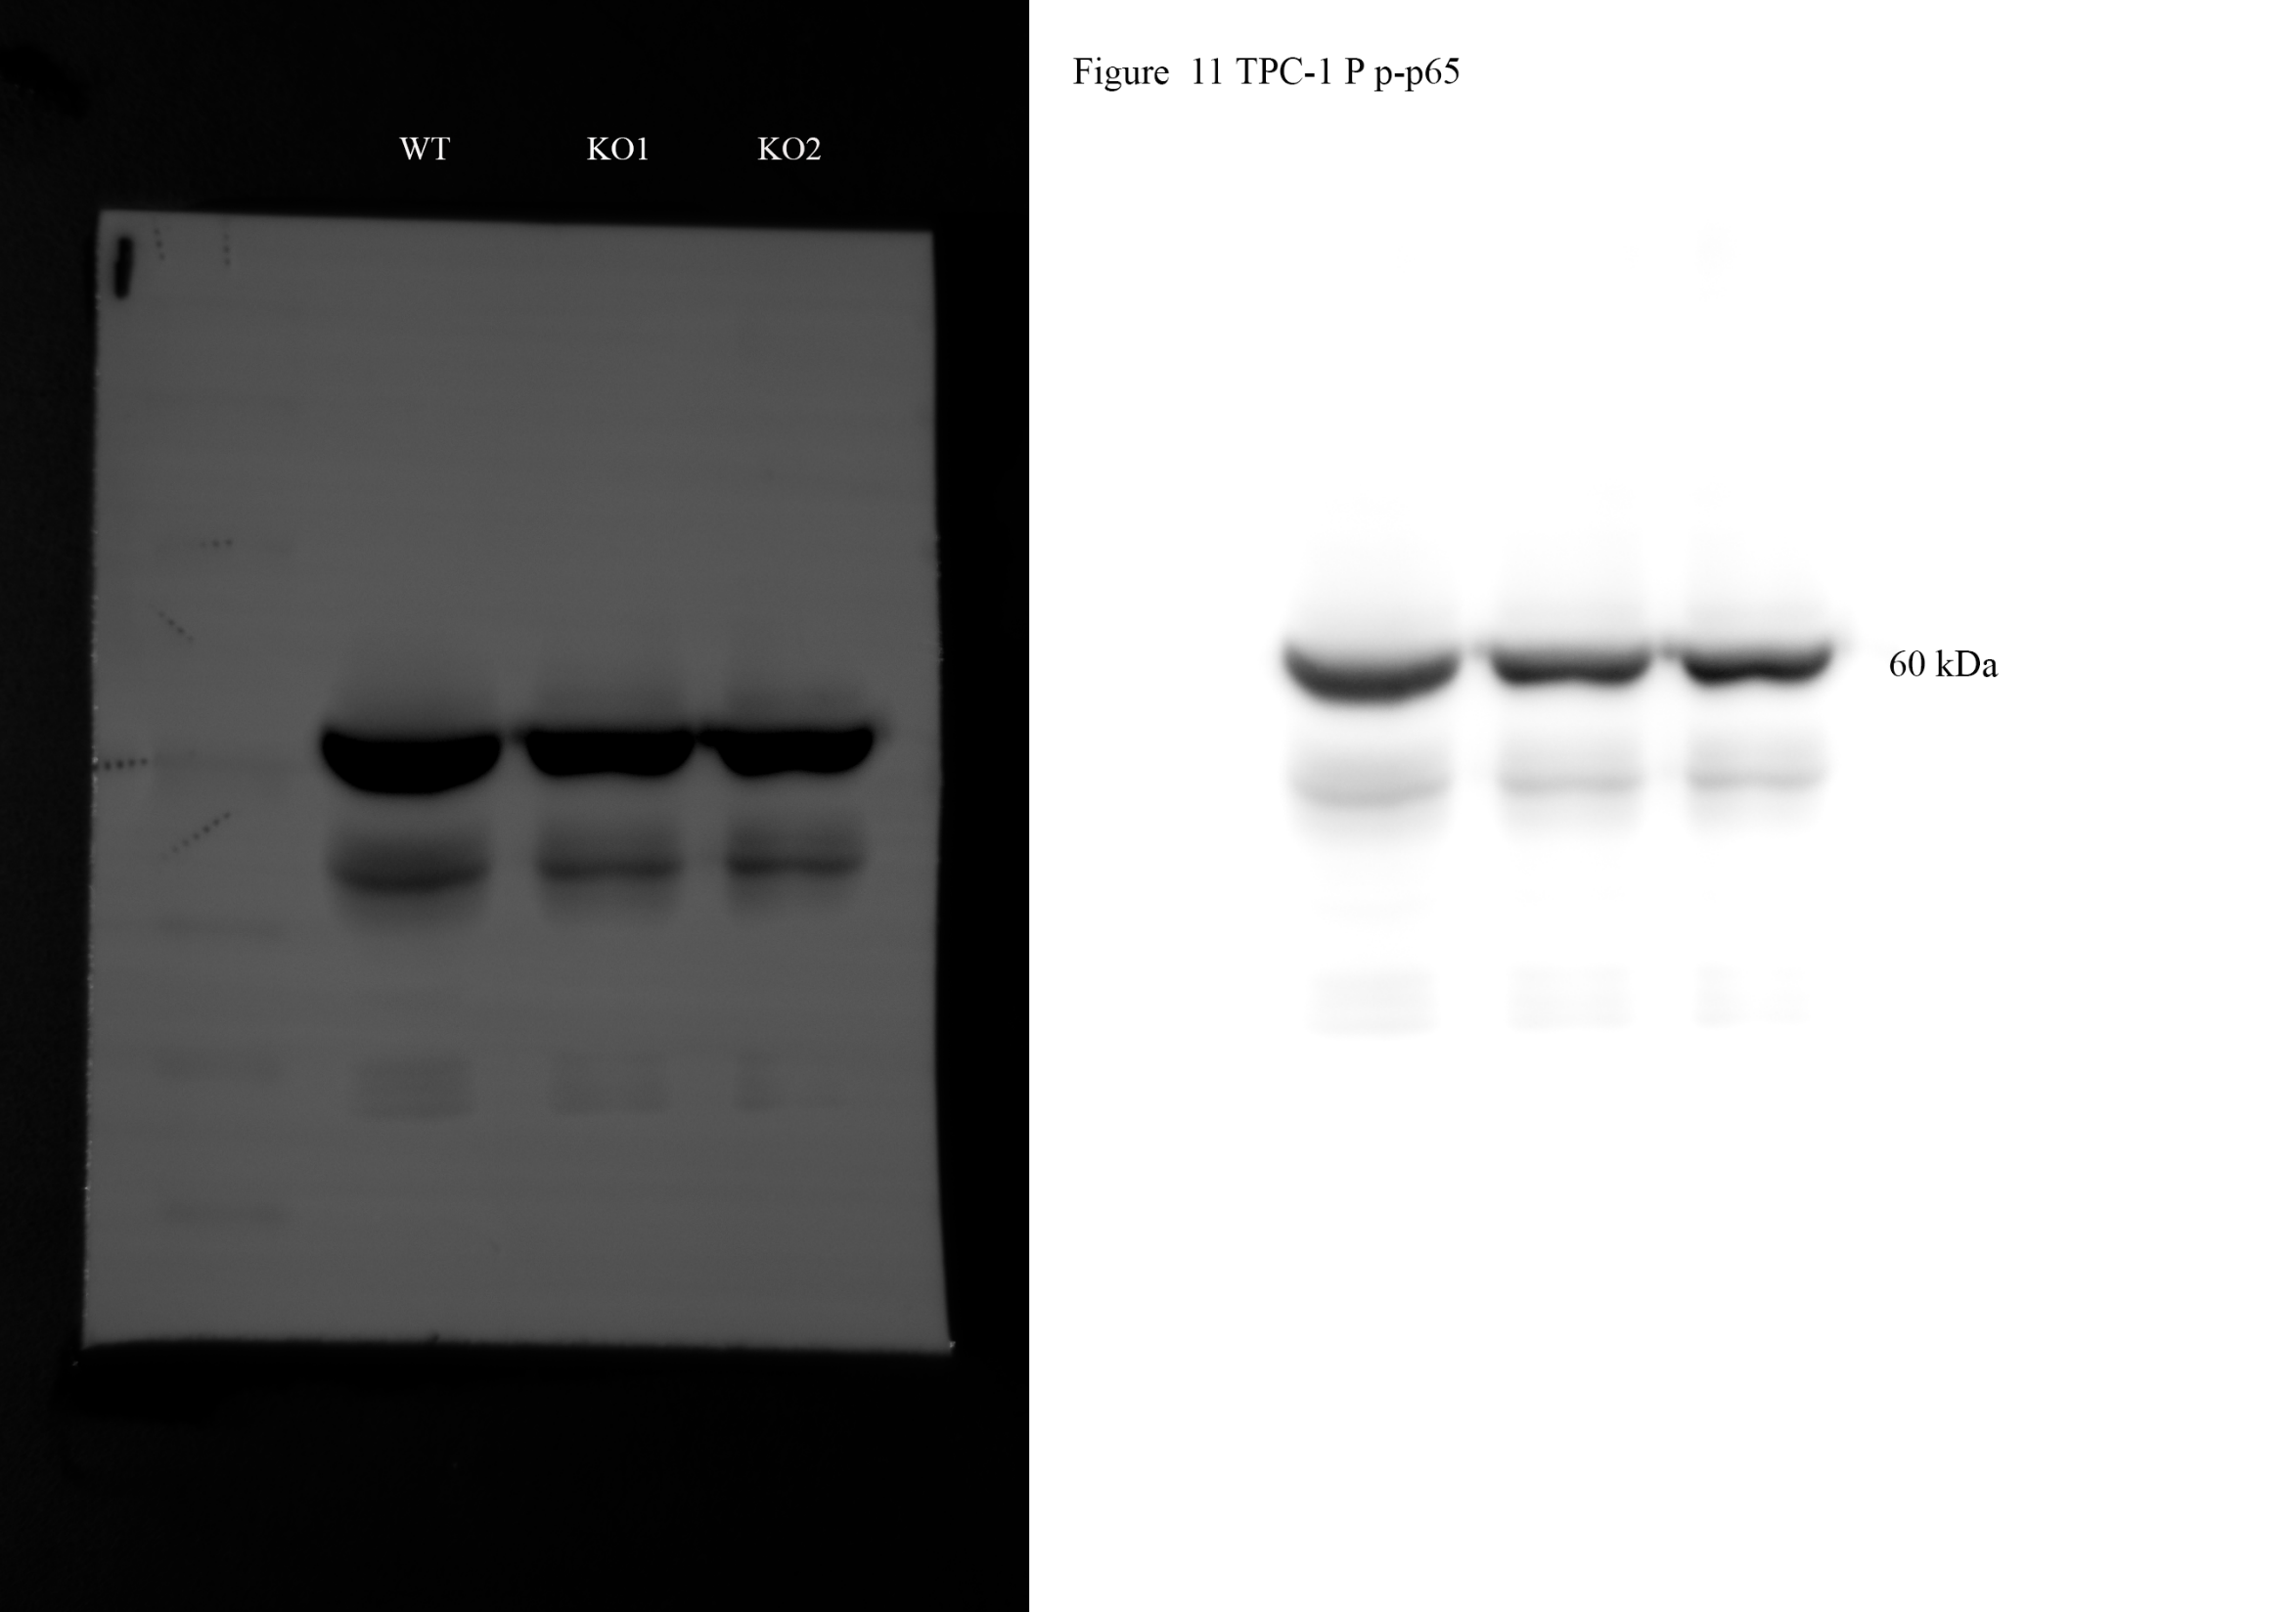 Figure 11 TPC-1 P p-p65
WT KO1 KO2
60 kDa